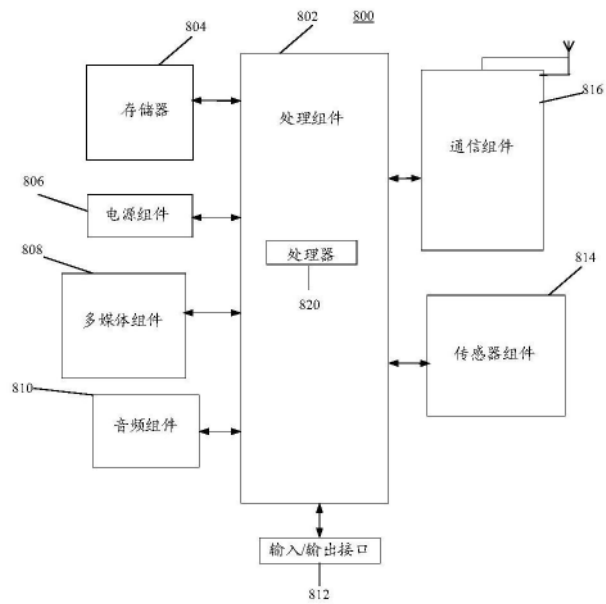 804
802
800
存储器
处理组件
816
通信组件
806
电源组件
处理器
820
808
多媒体组件
814
传感器组件
810
音频组件
输入/输出接口
812